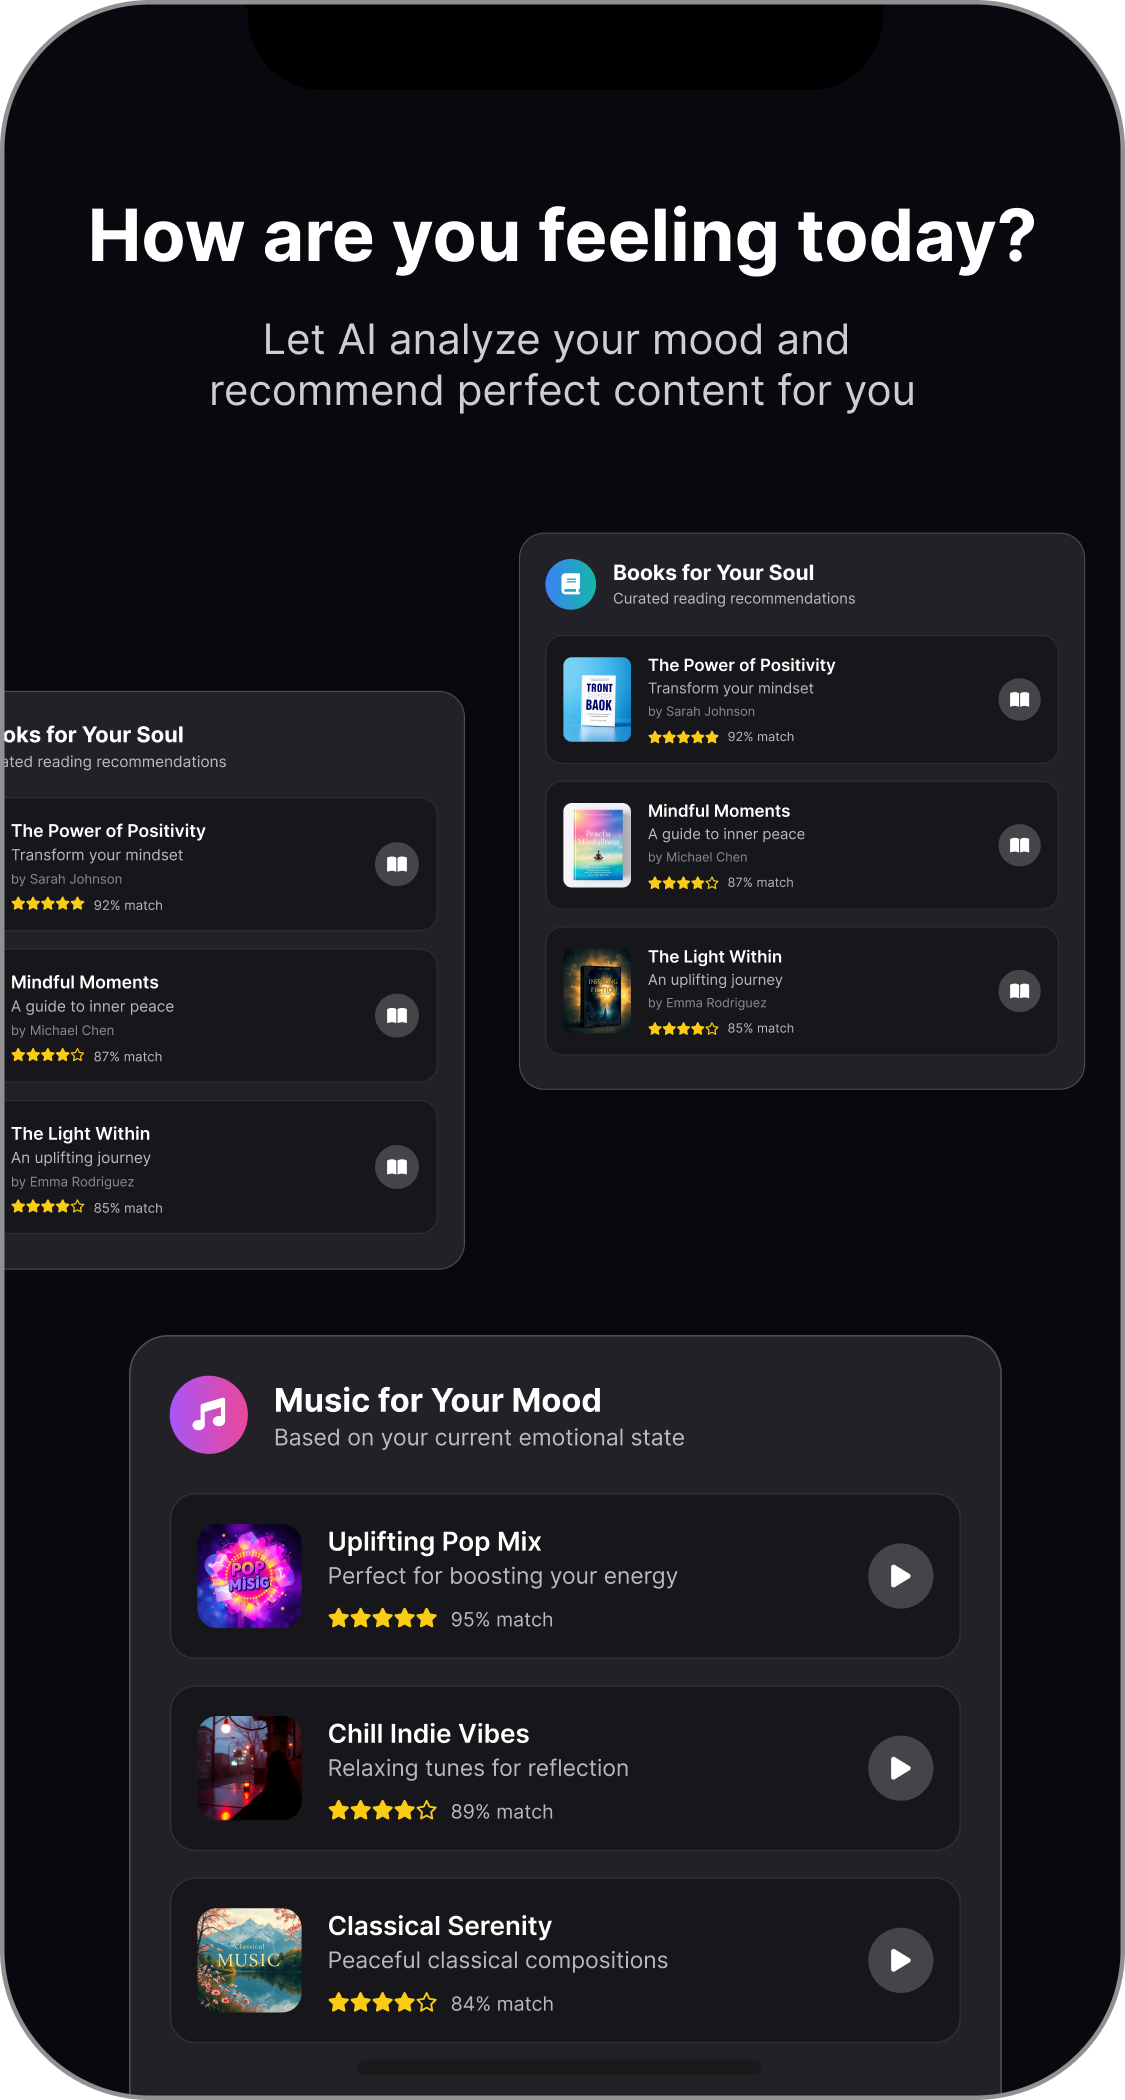 How are you feeling today?
Let AI analyze your mood and
recommend perfect content for you
Books for Your Soul
Curated reading recommendations
TRONT
BAOK
The Power of Positivity
Transform your mindset
by Sarah Johnson
92% match
Peacfu
Mindullness
Mindful Moments
A guide to inner peace
by Michael Chen
87% match
FICTION
The Light Within
An uplifting journey
by Emma Rodriguez
85% match
oks for Your Soul
ated reading recommendations
The Power of Positivity
Transform your mindset
by Sarah Johnson
92% match
Mindful Moments
A guide to inner peace
by Michael Chen
87% match
The Light Within
An uplifting journey
by Emma Rodriguez
85% match
Music for Your Mood
Based on your current emotional state
POP
MISIG
Uplifting Pop Mix
Perfect for boosting your energy
95% match
Chill Indie Vibes
Relaxing tunes for reflection
89% match
Classical
MUSIC
Classical Serenity
Peaceful classical compositions
84% match